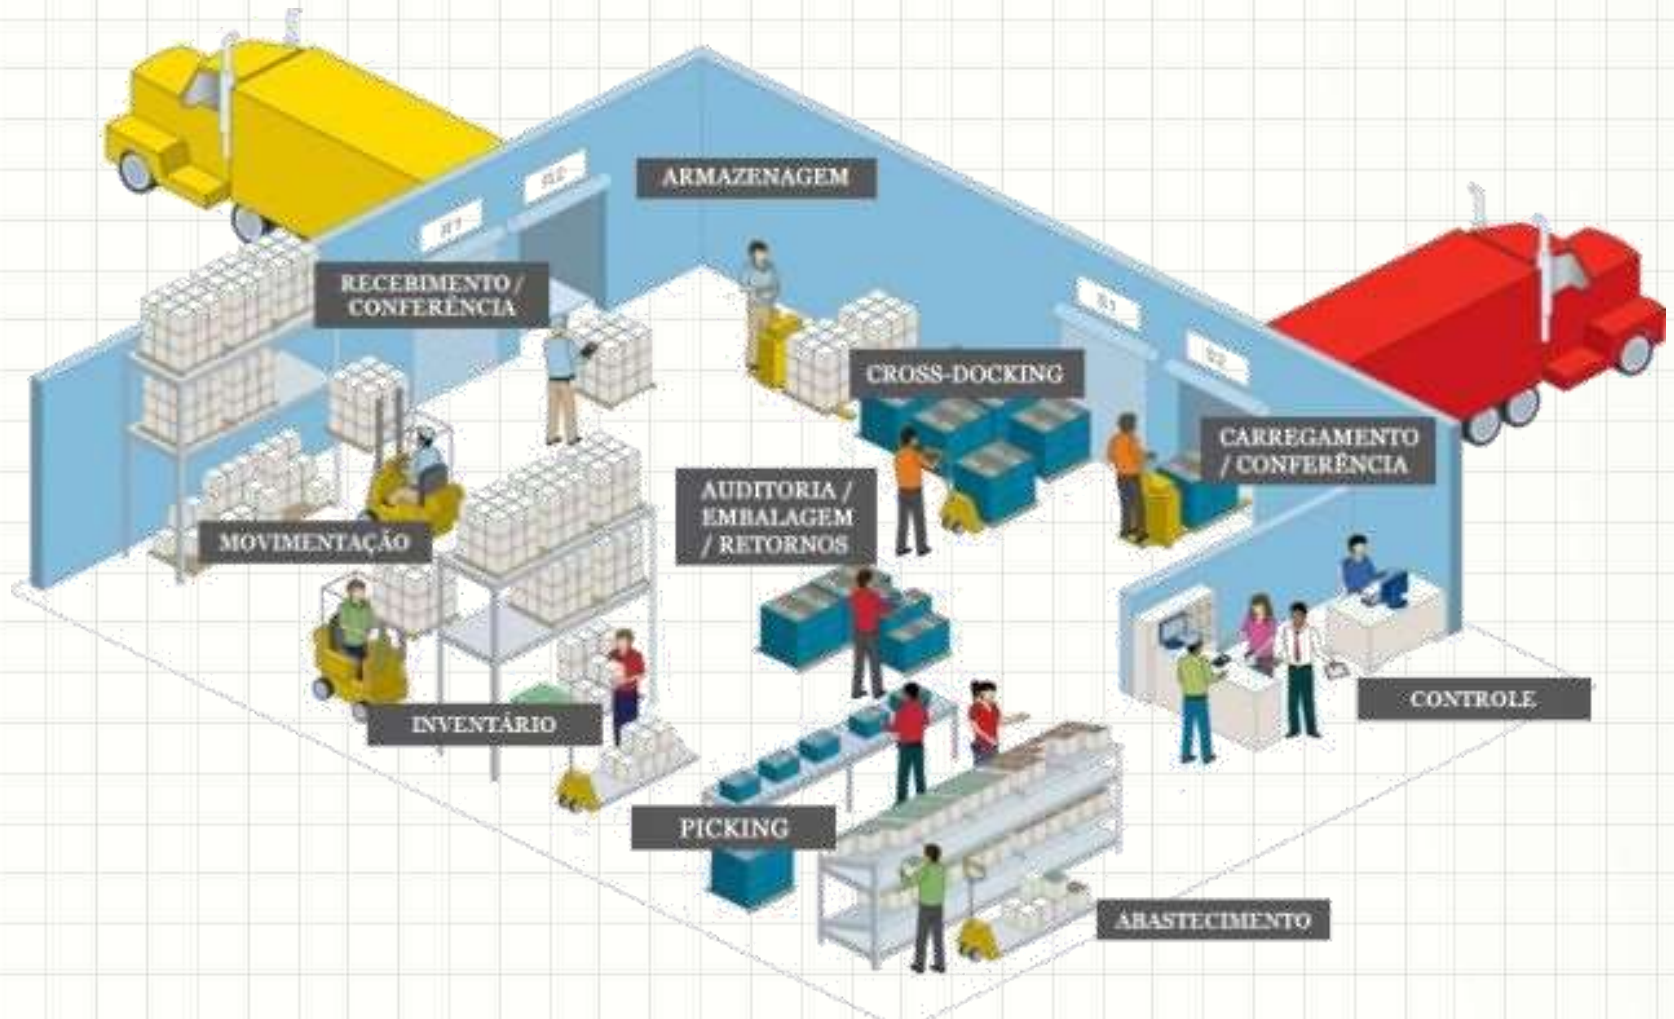 ARMAZENAGEM
RECEBIMENTO /
CONFERÊNCIA
CROSS-DOCKING
CARREGAMENTO
/ CONFERÊNCIA
AUDITORIA /
EMBALAGEM
/ RETORNOS
MOVIMENTAÇÃO
INVENTÁRIO
CONTROLE
PICKING
ABASTECIMENTO